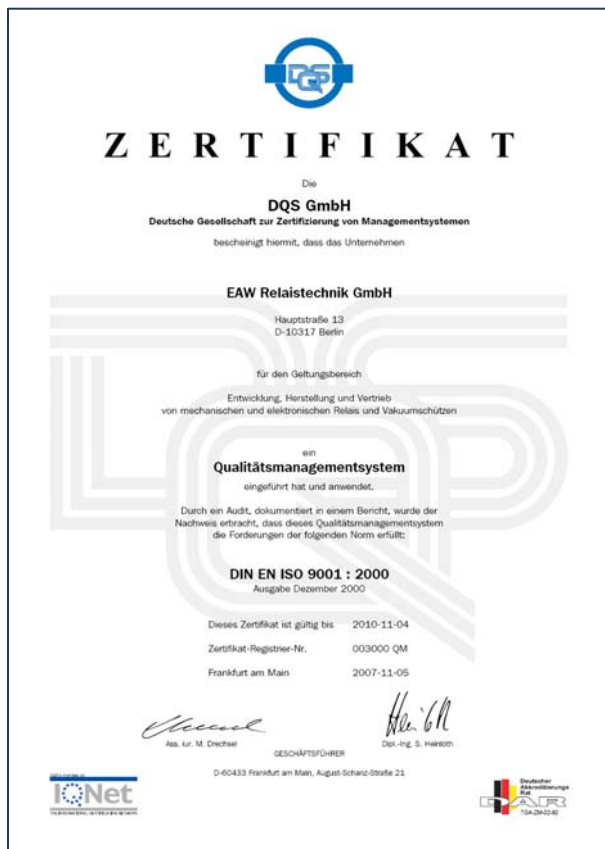 DQS
ZERTIFIKAT
Die
DQS GmbH
Deutsche Gesellschaft zur Zertifizierung von Managementsystemen
bescheinigt hiermit, dass das Unternehmen
EAW Relaistechnik GmbH
Hauptstraße 13
D-10317 Berlin
für den Geltungsbereich
Entwicklung, Herstellung und Vertrieb
von mechanischen und elektronischen Relais und Vakuumschützen
ein
Qualitätsmanagementsystem
eingeführt hat und anwendet.
Durch ein Audit, dokumentiert in einem Bericht, wurde der
Nachweis erbracht, dass dieses Qualitätsmanagementsystem
die Forderungen der folgenden Norm erfüllt:
DIN EN ISO 9001 : 2000
Ausgabe Dezember 2000
Dieses Zertifikat ist gültig bis 2010-11-04
Zertifikat-Registrier-Nr. 003000 QM
Frankfurt am Main 2007-11-05
Ass. iur. M. Drechsel Dipl.-Ing. S. Heinloth
GESCHÄFTSFÜHRER
D-60433 Frankfurt am Main, August-Schanz-Straße 21
IQNet
THE INTERNATIONAL CERTIFICATION NETWORK
Deutscher
Akkreditierungs
Rat
DAR